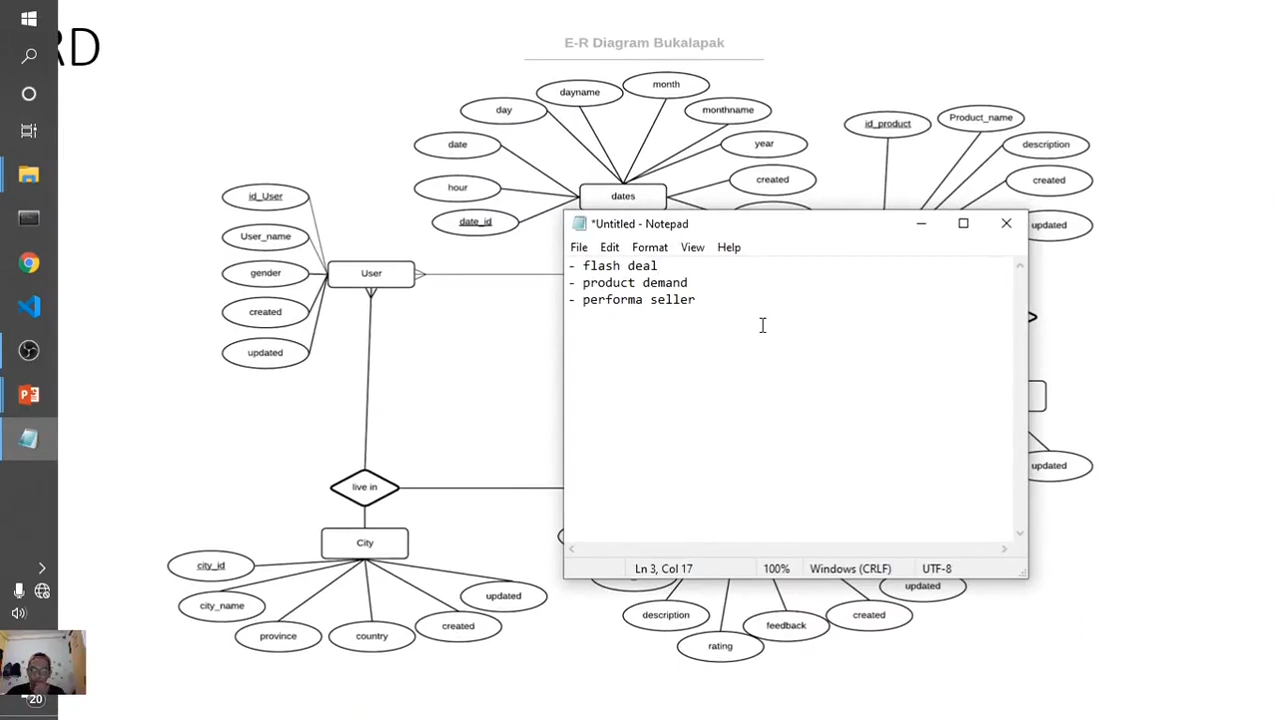 RD
E-R Diagram Bukalapak
month
dayname
day
monthname
id_product
Product_name
date
year
description
hour
dates
created
created
date_id
updated
id_User
User_name
gender
created
updated
User
*Untitled - Notepad
File Edit Format View Help
- flash deal
- product demand
- performa seller
Ln 3, Col 17 100% Windows (CRLF) UTF-8
updated
live in
City
city_id
city_name
province
country
created
updated
description
rating
feedback
created
updated
20